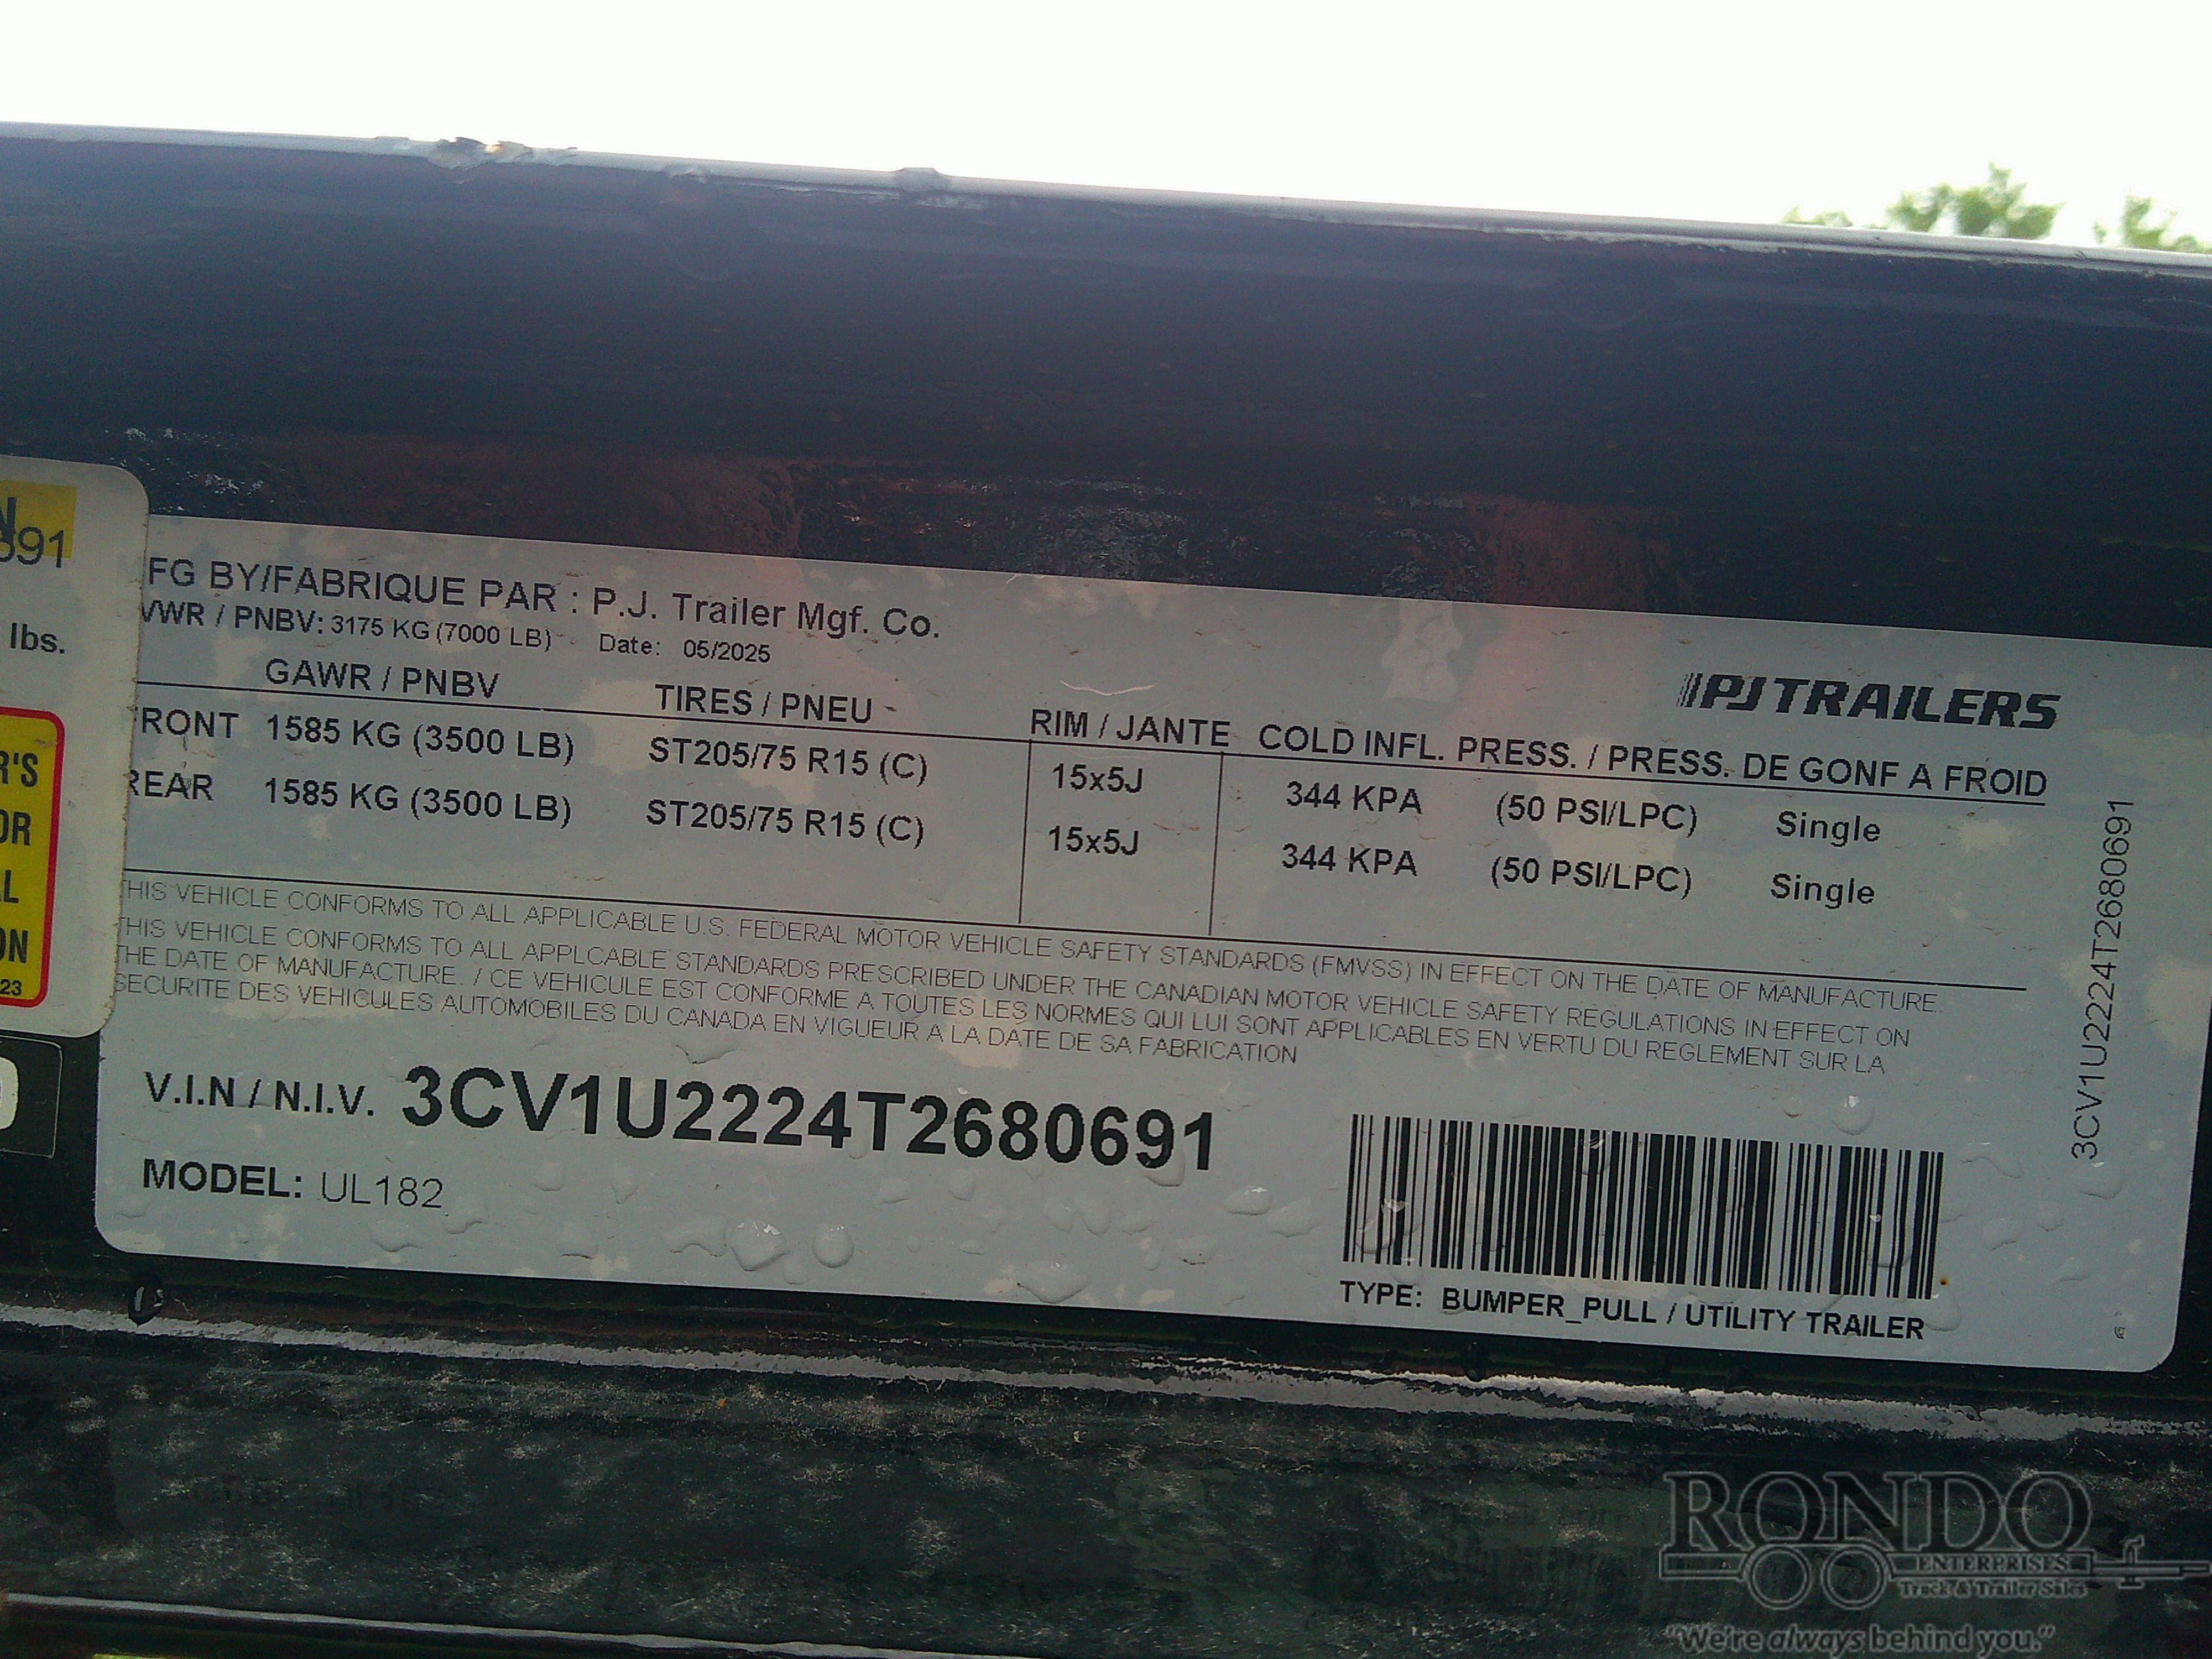 N
691
lbs.
R'S
OR
AL
ON
23
FG BY/FABRIQUE PAR : P.J. Trailer Mgf. Co.
VWR / PNBV: 3175 KG (7000 LB) Date: 05/2025
PJ TRAILERS
GAWR / PNBV TIRES / PNEU RIM / JANTE COLD INFL. PRESS. / PRESS. DE GONF A FROID
RONT 1585 KG (3500 LB) ST205/75 R15 (C) 15x5J 344 KPA (50 PSI/LPC) Single
REAR 1585 KG (3500 LB) ST205/75 R15 (C) 15x5J 344 KPA (50 PSI/LPC) Single
THIS VEHICLE CONFORMS TO ALL APPLICABLE U.S. FEDERAL MOTOR VEHICLE SAFETY STANDARDS (FMVSS) IN EFFECT ON THE DATE OF MANUFACTURE.
THIS VEHICLE CONFORMS TO ALL APPLCABLE STANDARDS PRESCRIBED UNDER THE CANADIAN MOTOR VEHICLE SAFETY REGULATIONS IN EFFECT ON
THE DATE OF MANUFACTURE. / CE VEHICULE EST CONFORME A TOUTES LES NORMES QUI LUI SONT APPLICABLES EN VERTU DU REGLEMENT SUR LA
SECURITE DES VEHICULES AUTOMOBILES DU CANADA EN VIGUEUR A LA DATE DE SA FABRICATION
V.I.N / N.I.V. 3CV1U2224T2680691
MODEL: UL182
TYPE: BUMPER_PULL / UTILITY TRAILER
3CV1U2224T2680691
RONDO
ENTERPRISES
Truck & Trailer Sales
"We're always behind you."